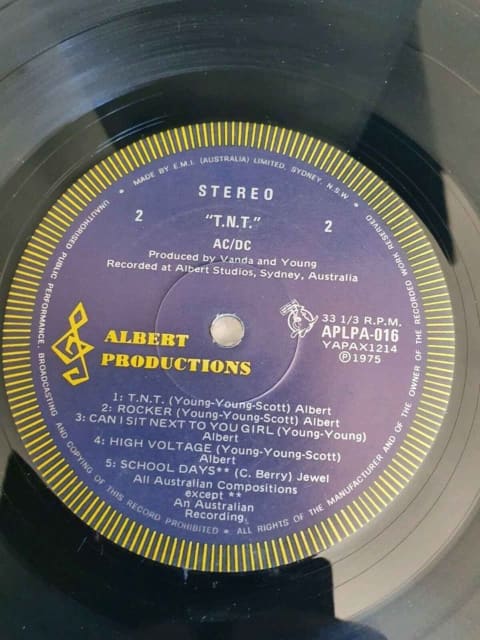 MADE BY E.M.I. (AUSTRALIA) LIMITED, SYDNEY, N.S.W.
STEREO
2 "T.N.T." 2
AC/DC
Produced by Vanda and Young
Recorded at Albert Studios, Sydney, Australia
33 1/3 R.P.M.
APLPA-016
YAPAX1214
Ⓟ1975
ALBERT
PRODUCTIONS
1: T.N.T. (Young-Young-Scott) Albert
2: ROCKER (Young-Young-Scott) Albert
3: CAN I SIT NEXT TO YOU GIRL (Young-Young)
Albert
4: HIGH VOLTAGE (Young-Young-Scott)
Albert
5: SCHOOL DAYS** (C. Berry) Jewel
All Australian Compositions
except **
An Australian
Recording
UNAUTHORISED PUBLIC PERFORMANCE, BROADCASTING AND COPYING OF THIS RECORD PROHIBITED • ALL RIGHTS OF THE MANUFACTURER AND OF THE OWNER OF THE RECORDED WORK RESERVED